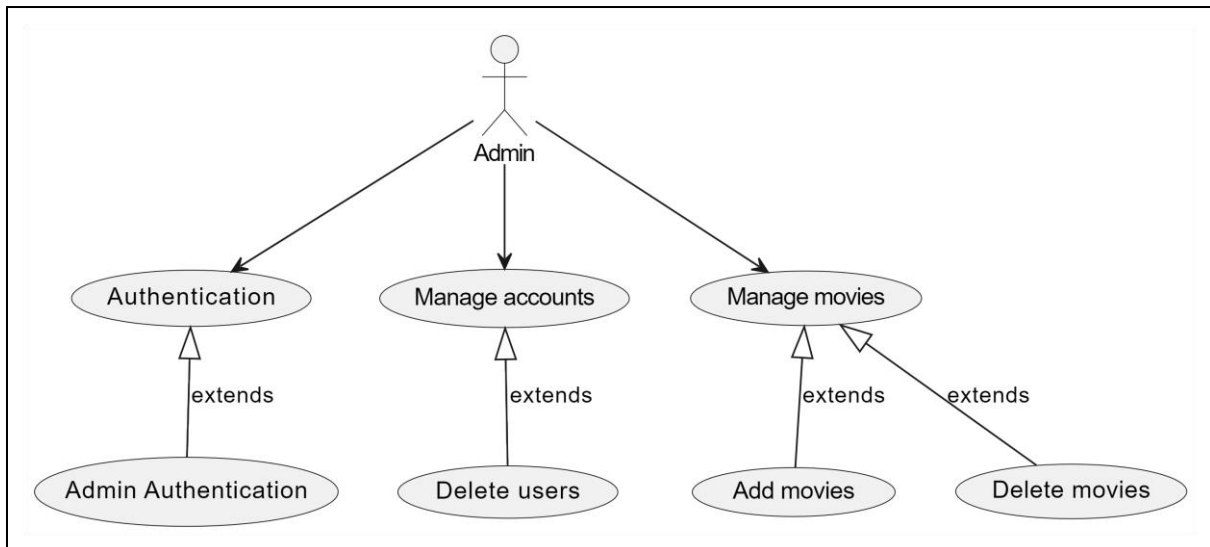 Admin
Authentication
Manage accounts
Manage movies
extends
extends
extends
extends
Admin Authentication
Delete users
Add movies
Delete movies